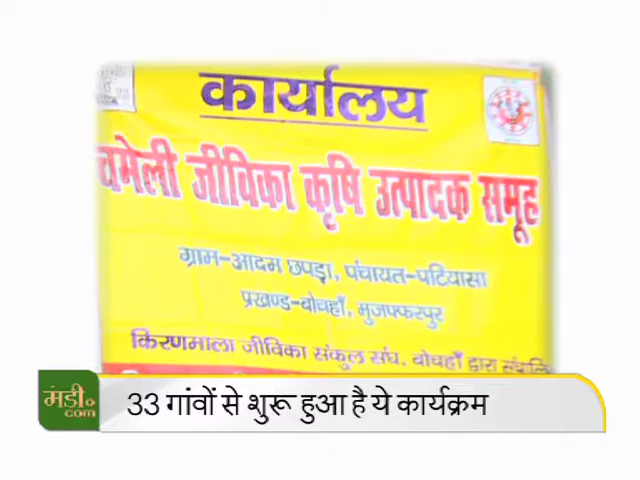 कार्यालय
चमेली जीविका कृषि उत्पादक समूह
ग्राम-आदम छपड़ा, पंचायत-पटियासा
प्रखण्ड-बोचहाँ, मुजफ्फरपुर
किरणमाला जीविका संकुल संघ, बोचहाँ द्वारा संचालि
मंडी.
com
33 गांवों से शुरू हुआ है ये कार्यक्रम